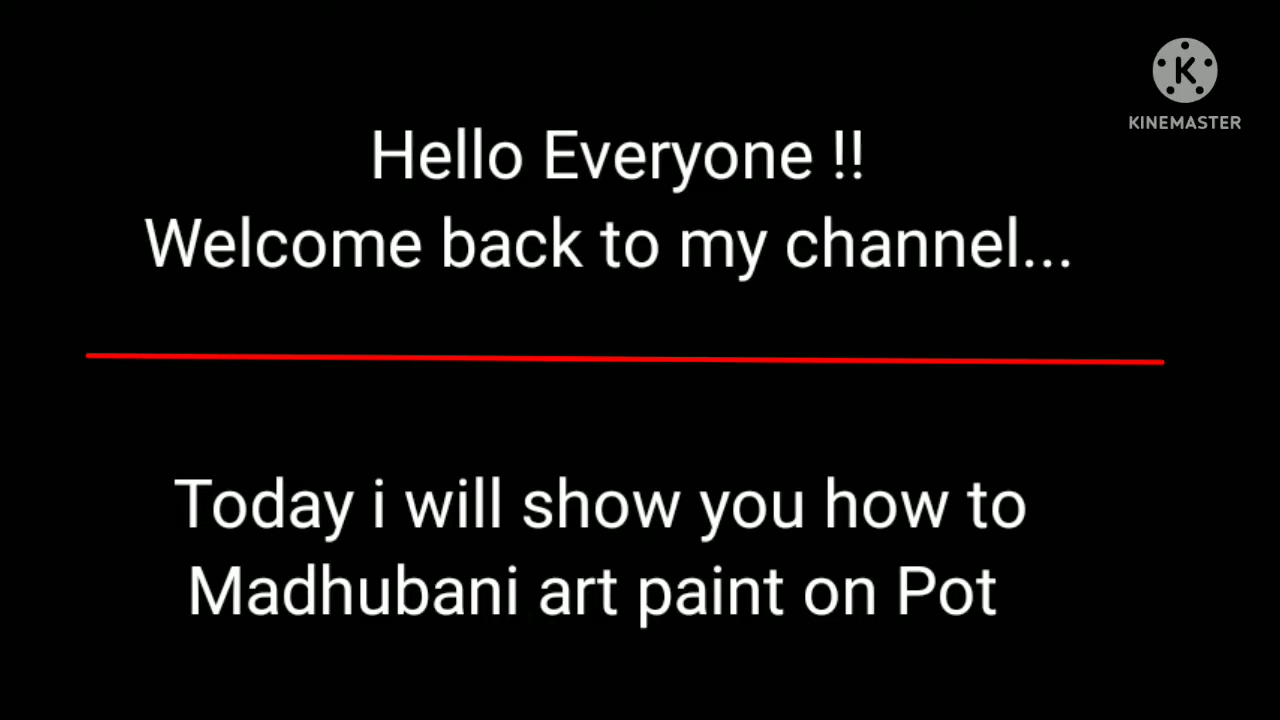 K
KINEMASTER
Hello Everyone !!
Welcome back to my channel...
Today i will show you how to
Madhubani art paint on Pot